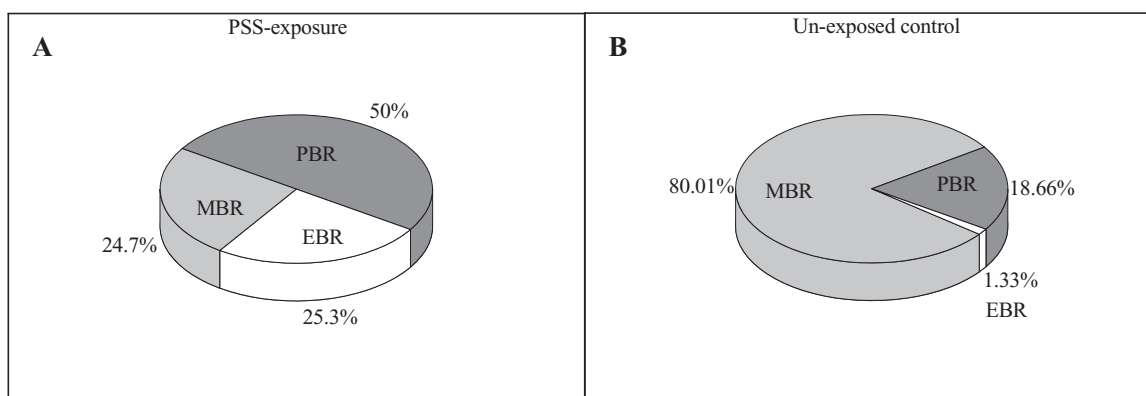 A
PSS-exposure
50%
PBR
MBR
EBR
24.7%
25.3%
B
Un-exposed control
80.01%
MBR
PBR
18.66%
1.33%
EBR